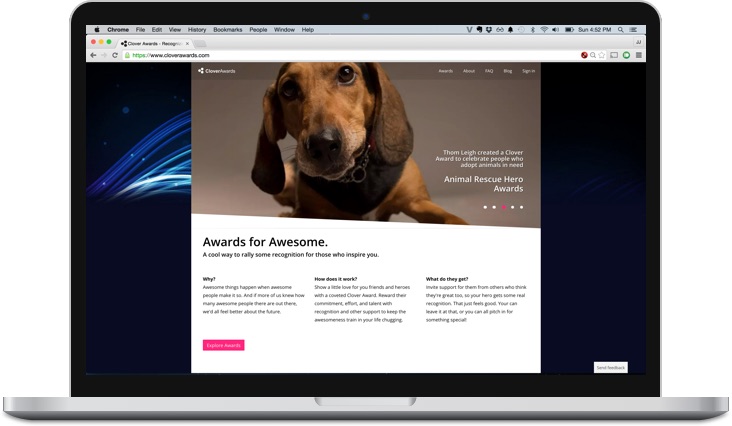 Chrome File Edit View History Bookmarks People Window Help
Sun 4:52 PM
Clover Awards - Recogniz
https://www.cloverawards.com
CloverAwards
Awards About FAQ Blog Sign in
Thom Leigh created a Clover
Award to celebrate people who
adopt animals in need
Animal Rescue Hero
Awards
Awards for Awesome.
A cool way to rally some recognition for those who inspire you.
Why?
Awesome things happen when awesome
people make it so. And if more of us knew how
many awesome people there are out there,
we'd all feel better about the future.
How does it work?
Show a little love for you friends and heroes
with a coveted Clover Award. Reward their
commitment, effort, and talent with
recognition and other support to keep the
awesomeness train in your life chugging.
What do they get?
Invite support for them from others who think
they're great too, so your hero gets some real
recognition. That just feels good. Your can
leave it at that, or you can all pitch in for
something special!
Explore Awards
Send feedback